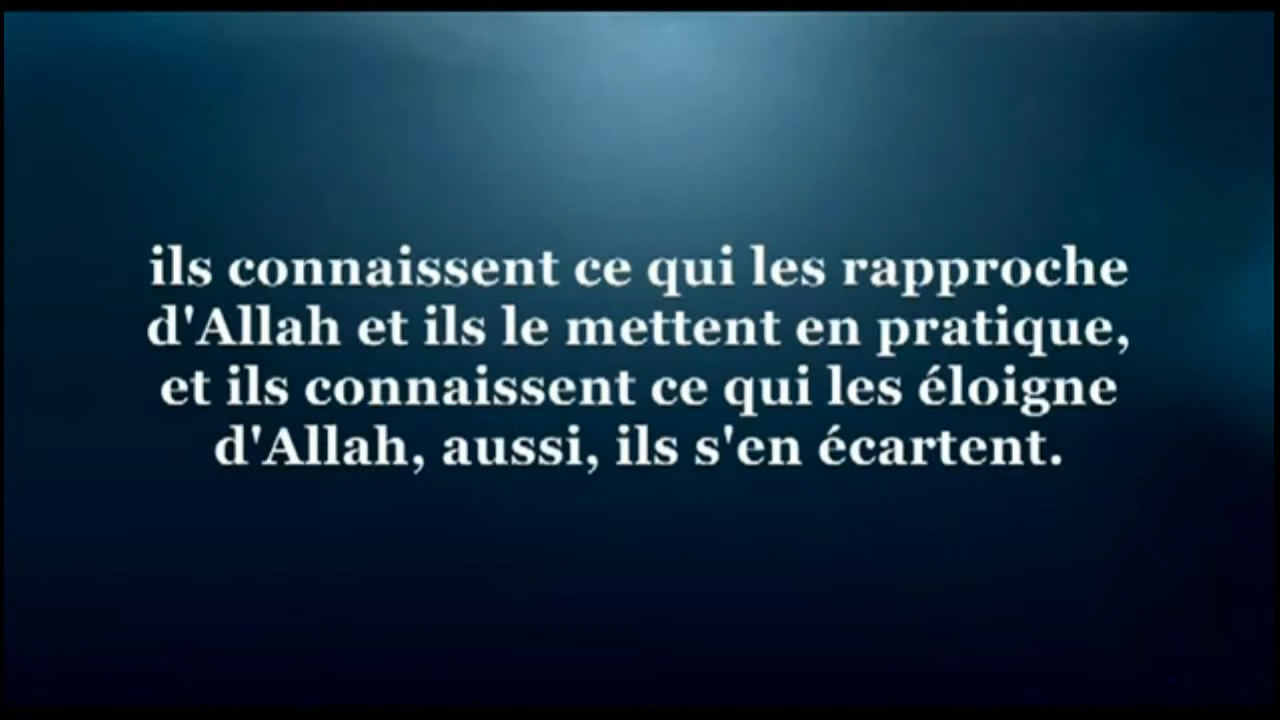 ils connaissent ce qui les rapproche
d'Allah et ils le mettent en pratique,
et ils connaissent ce qui les éloigne
d'Allah, aussi, ils s'en écartent.